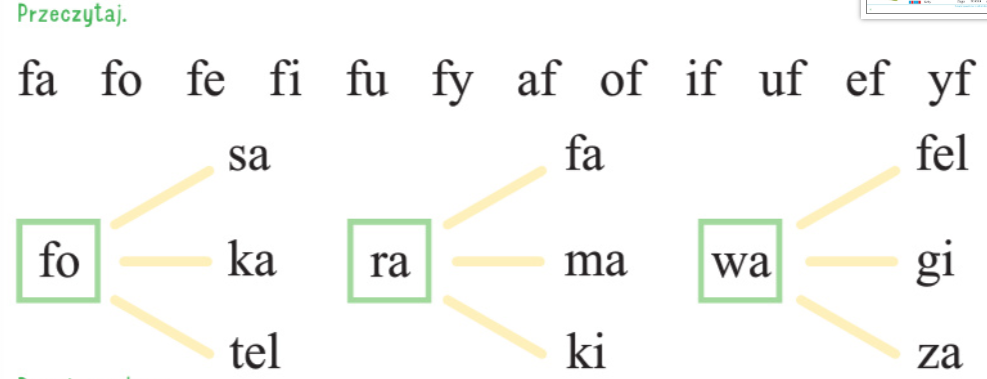 Przeczytaj.
fa fo fe fi fu fy af of if uf ef yf
sa fa fel
fo ka ra ma wa gi
tel ki za